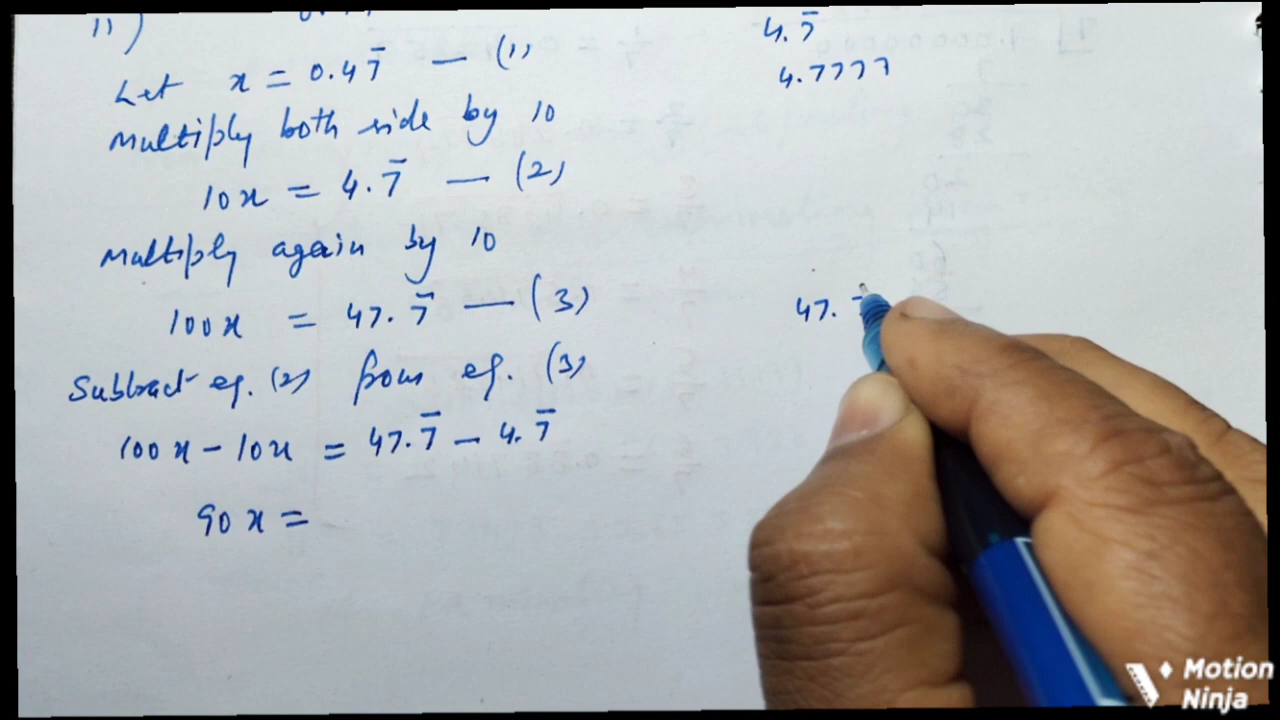 11)
Let x = 0.47̄ — (1)
Multiply both side by 10
10x = 4.7̄ — (2)
Multiply again by 10
100x = 47.7̄ — (3)
Subtract eq. (2) from eq. (3)
100x - 10x = 47.7̄ - 4.7̄
90x =
4.7̄
4.7777
47.
Motion
Ninja